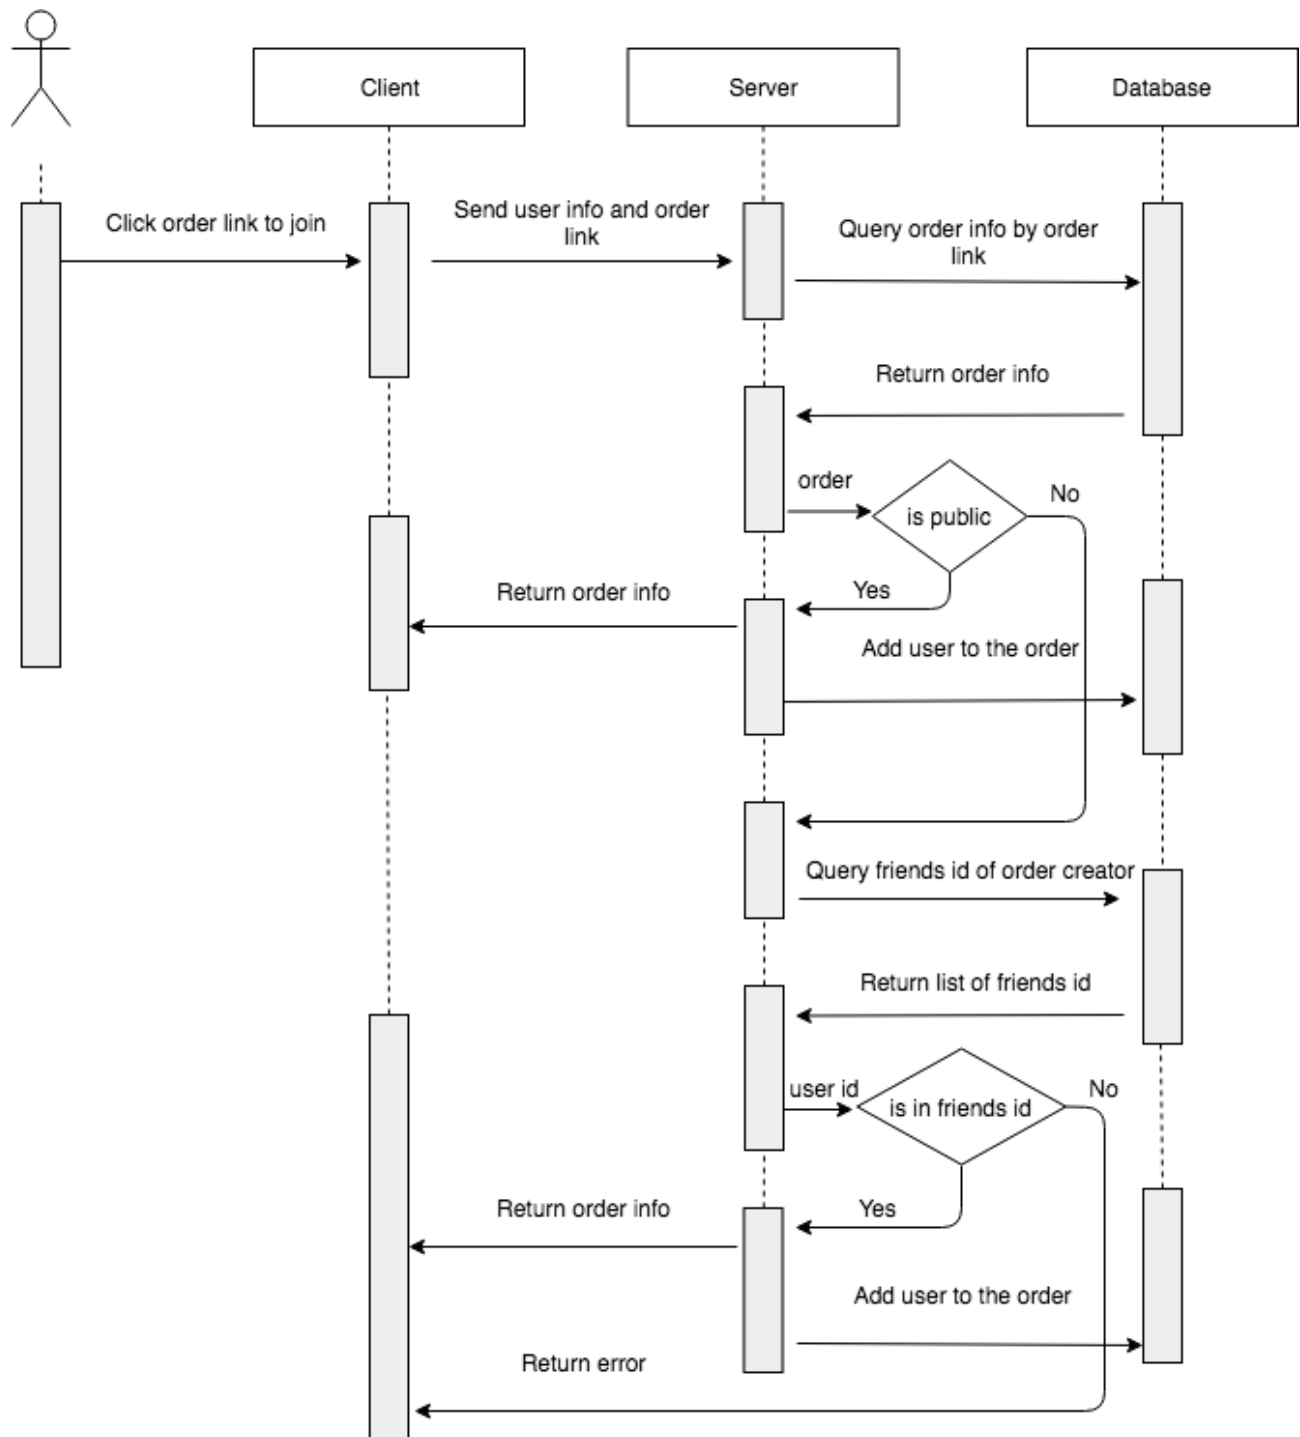 Client
Server
Database
Click order link to join
Send user info and order
link
Query order info by order
link
Return order info
order
is public
No
Yes
Return order info
Add user to the order
Query friends id of order creator
Return list of friends id
user id
is in friends id
No
Yes
Return order info
Add user to the order
Return error